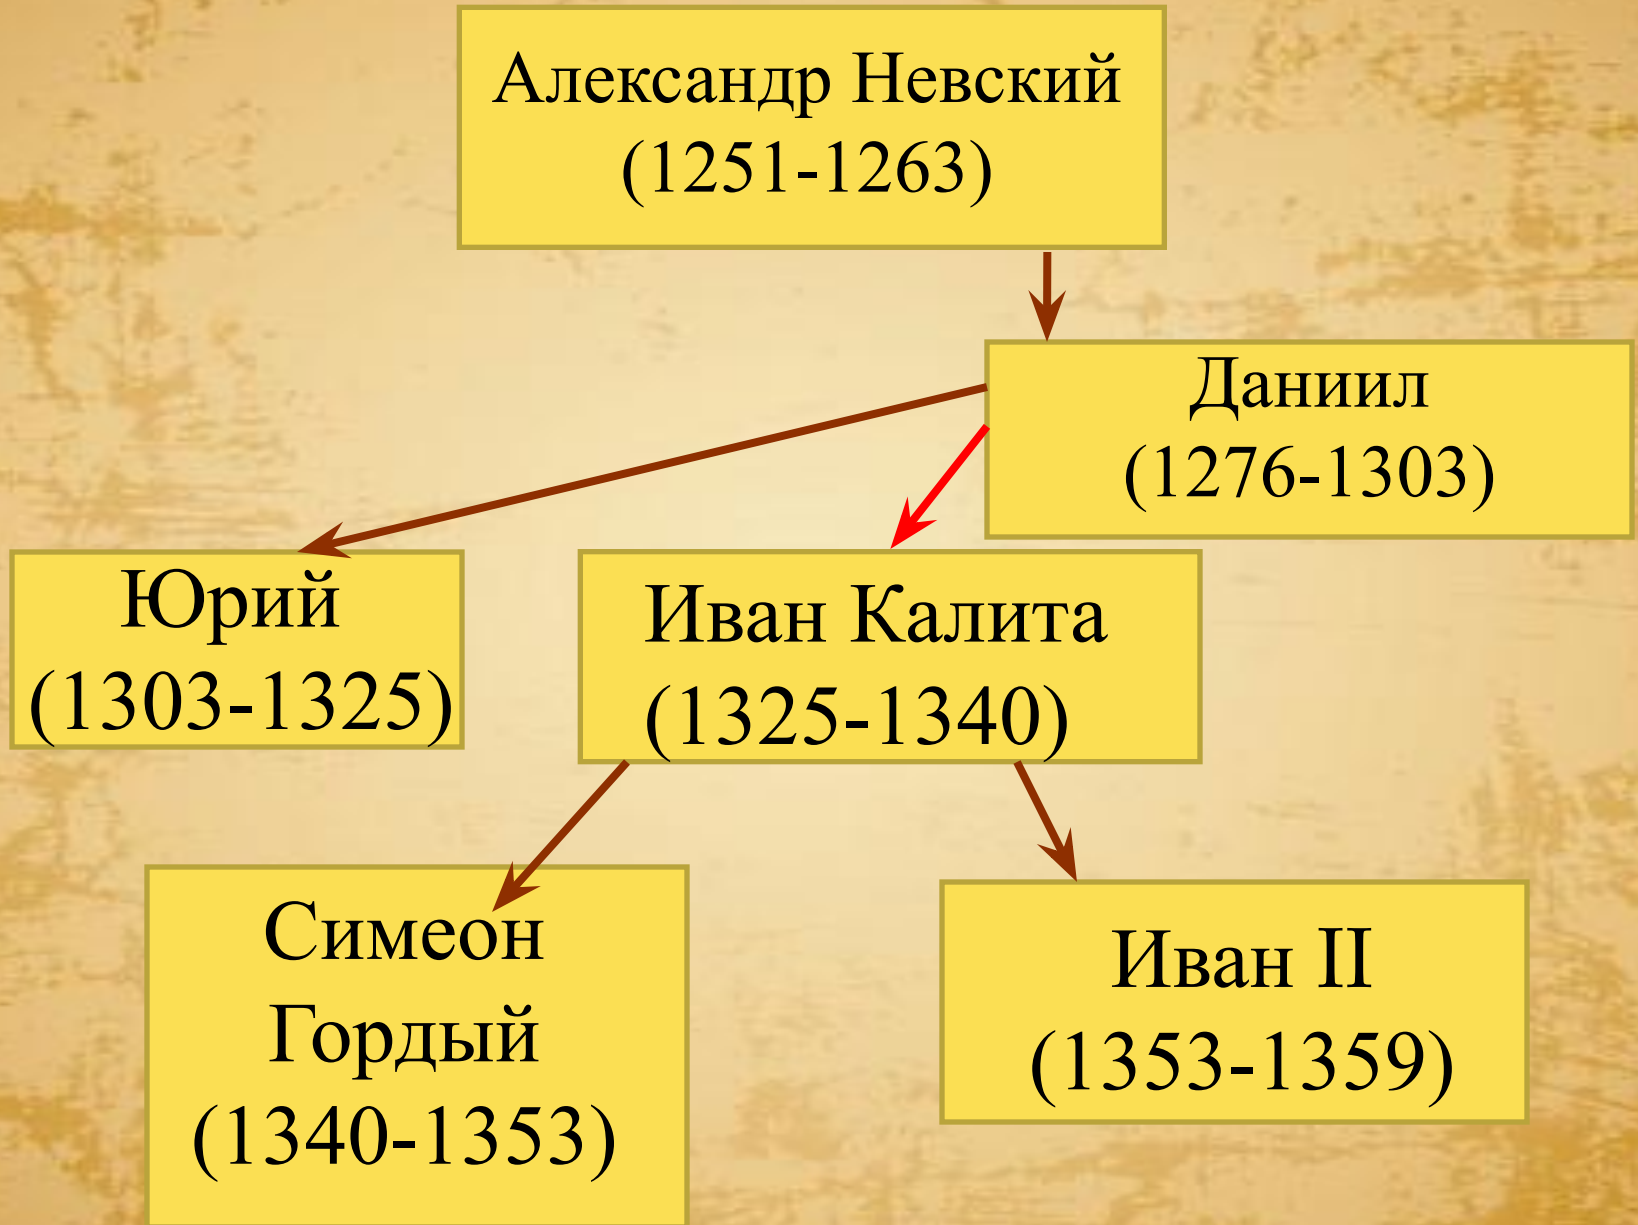 Александр Невский
(1251-1263)
Даниил
(1276-1303)
Юрий
(1303-1325)
Иван Калита
(1325-1340)
Симеон
Гордый
(1340-1353)
Иван II
(1353-1359)